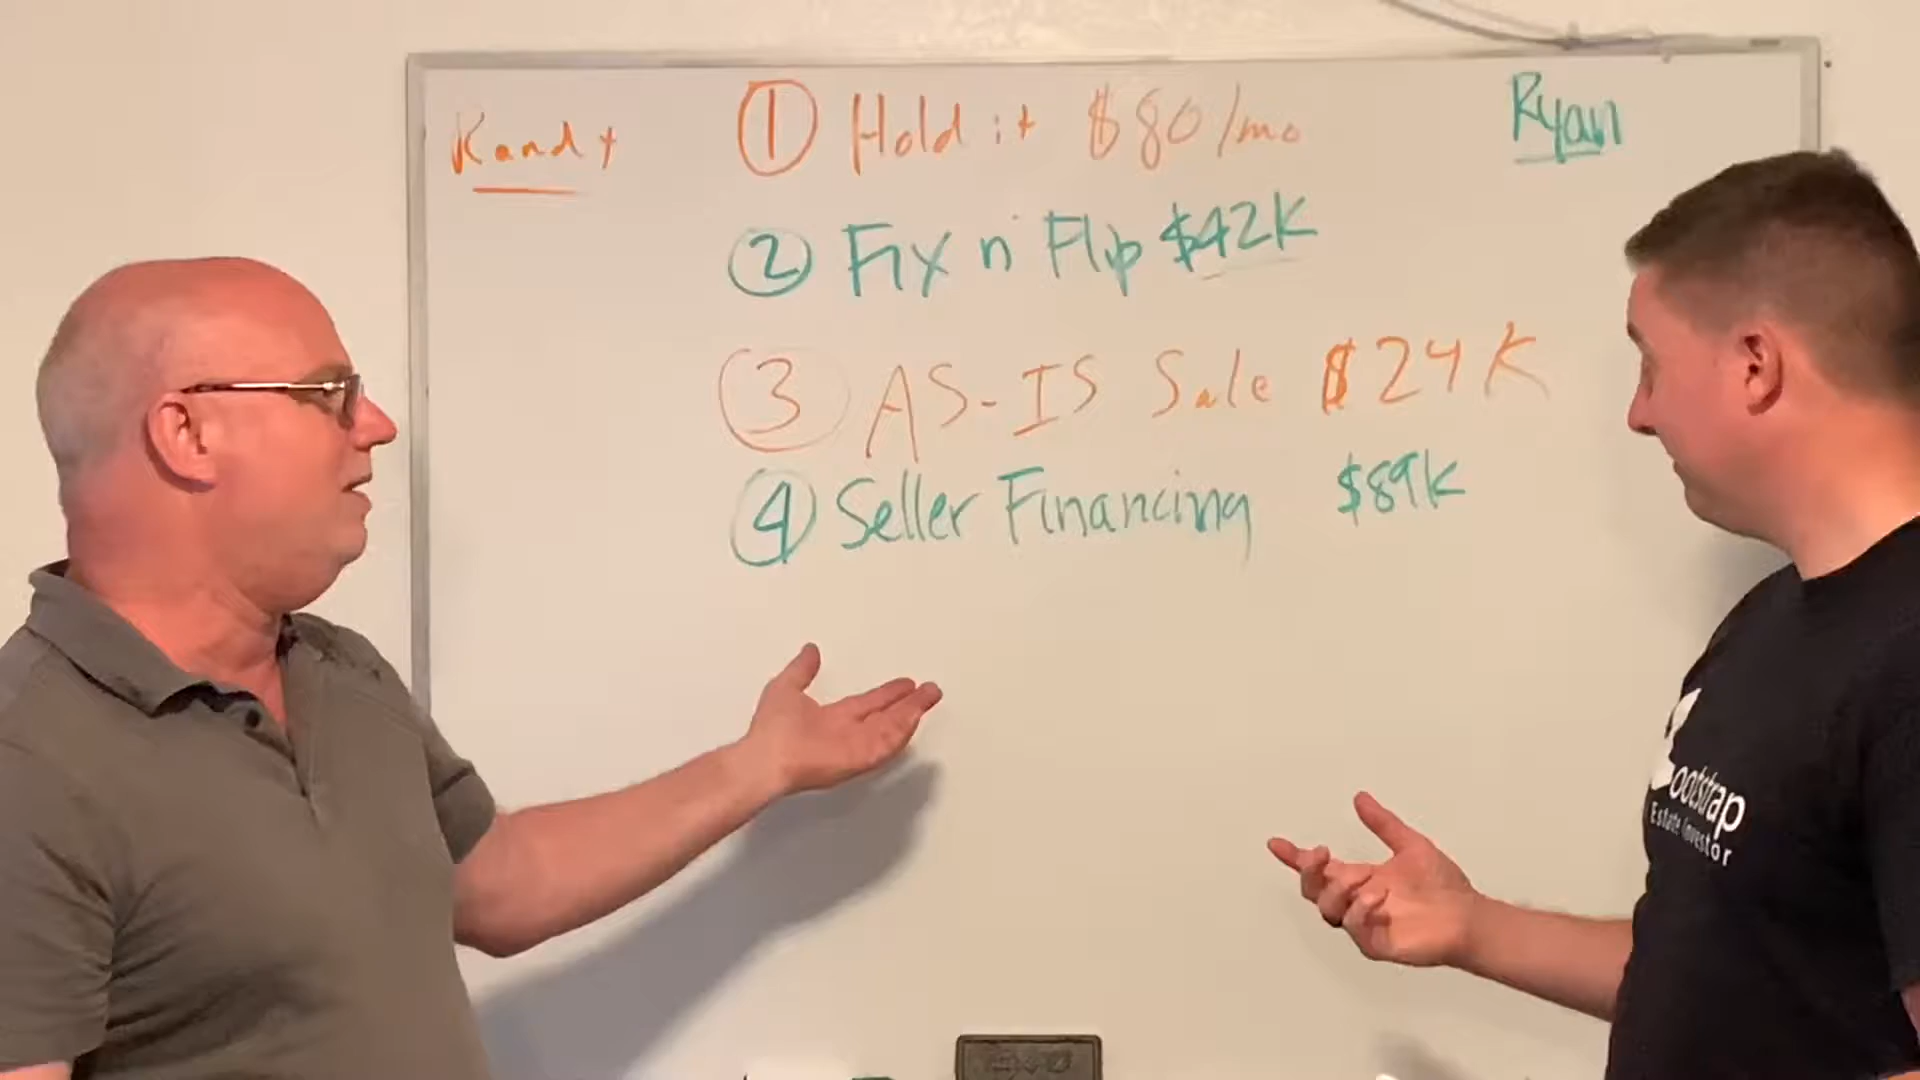 Randy
① Hold it $80/mo
Ryan
② Fix n' Flip $42K
③ AS-IS Sale $24K
④ Seller Financing $89K
ootstrap
Estate Investor